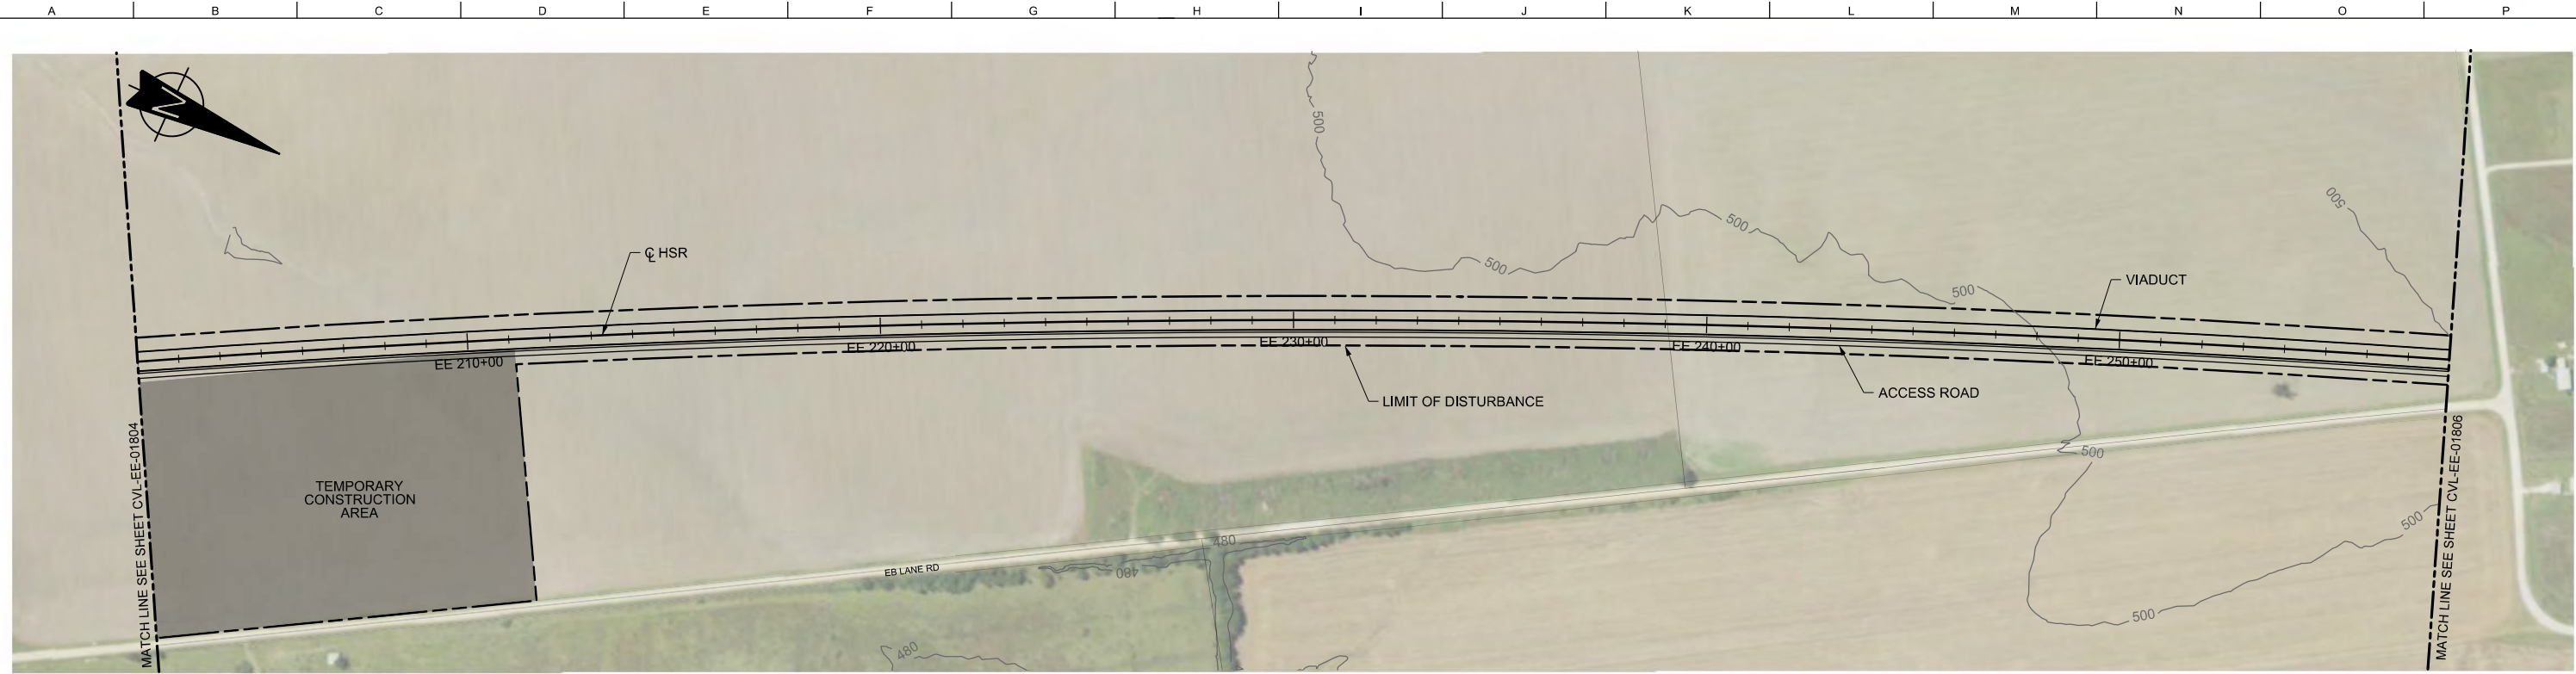 A B C D E F G H I J K L M N O P
N
500
500
500
500
℄ HSR
VIADUCT
500
EE 210+00
EE 220+00
EE 230+00
EE 240+00
EE 250+00
LIMIT OF DISTURBANCE
ACCESS ROAD
MATCH LINE SEE SHEET CVL-EE-01804
TEMPORARY
CONSTRUCTION
AREA
MATCH LINE SEE SHEET CVL-EE-01806
500
500
480
EB LANE RD
480
500
480